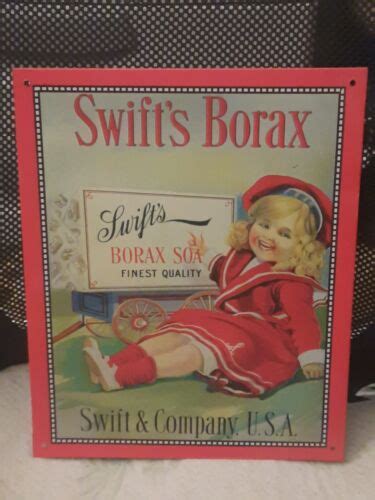 Swift's Borax
Swift's
BORAX SOA
FINEST QUALITY
Swift & Company, U.S.A.